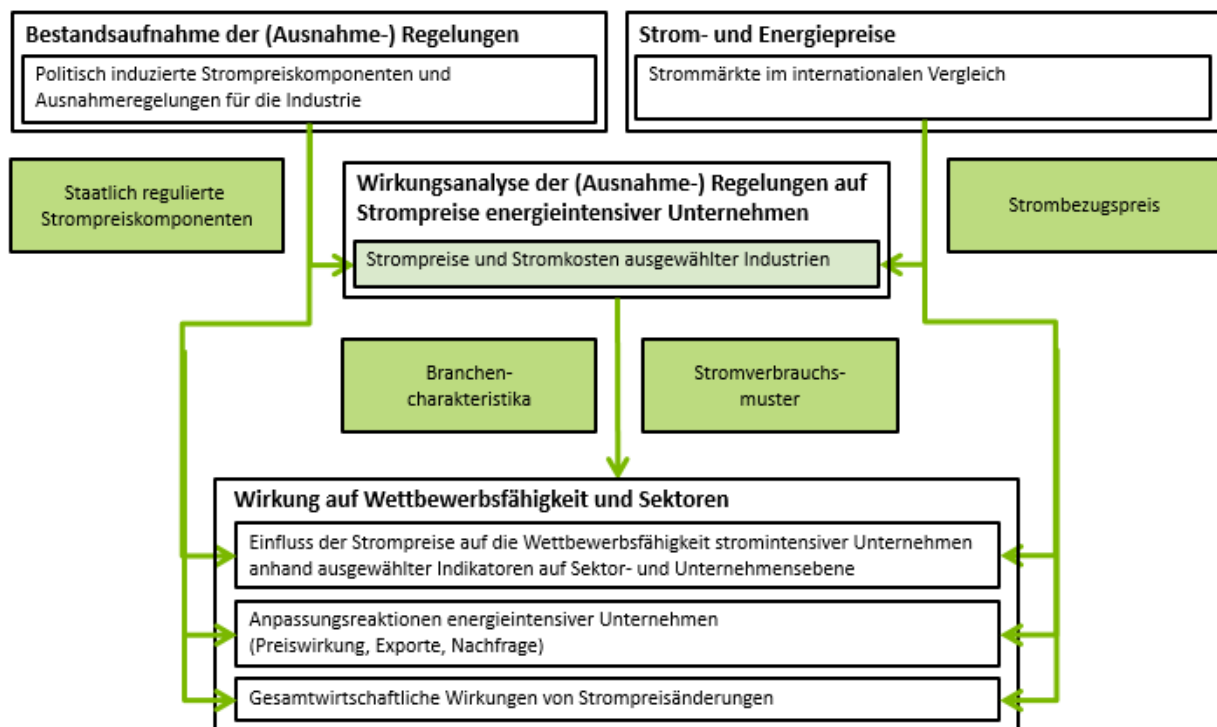 Bestandsaufnahme der (Ausnahme-) Regelungen
Politisch induzierte Strompreiskomponenten und
Ausnahmeregelungen für die Industrie
Strom- und Energiepreise
Strommärkte im internationalen Vergleich
Staatlich regulierte
Strompreiskomponenten
Wirkungsanalyse der (Ausnahme-) Regelungen auf
Strompreise energieintensiver Unternehmen
Strompreise und Stromkosten ausgewählter Industrien
Strombezugspreis
Branchen-
charakteristika
Stromverbrauchs-
muster
Wirkung auf Wettbewerbsfähigkeit und Sektoren
Einfluss der Strompreise auf die Wettbewerbsfähigkeit stromintensiver Unternehmen
anhand ausgewählter Indikatoren auf Sektor- und Unternehmensebene
Anpassungsreaktionen energieintensiver Unternehmen
(Preiswirkung, Exporte, Nachfrage)
Gesamtwirtschaftliche Wirkungen von Strompreisänderungen